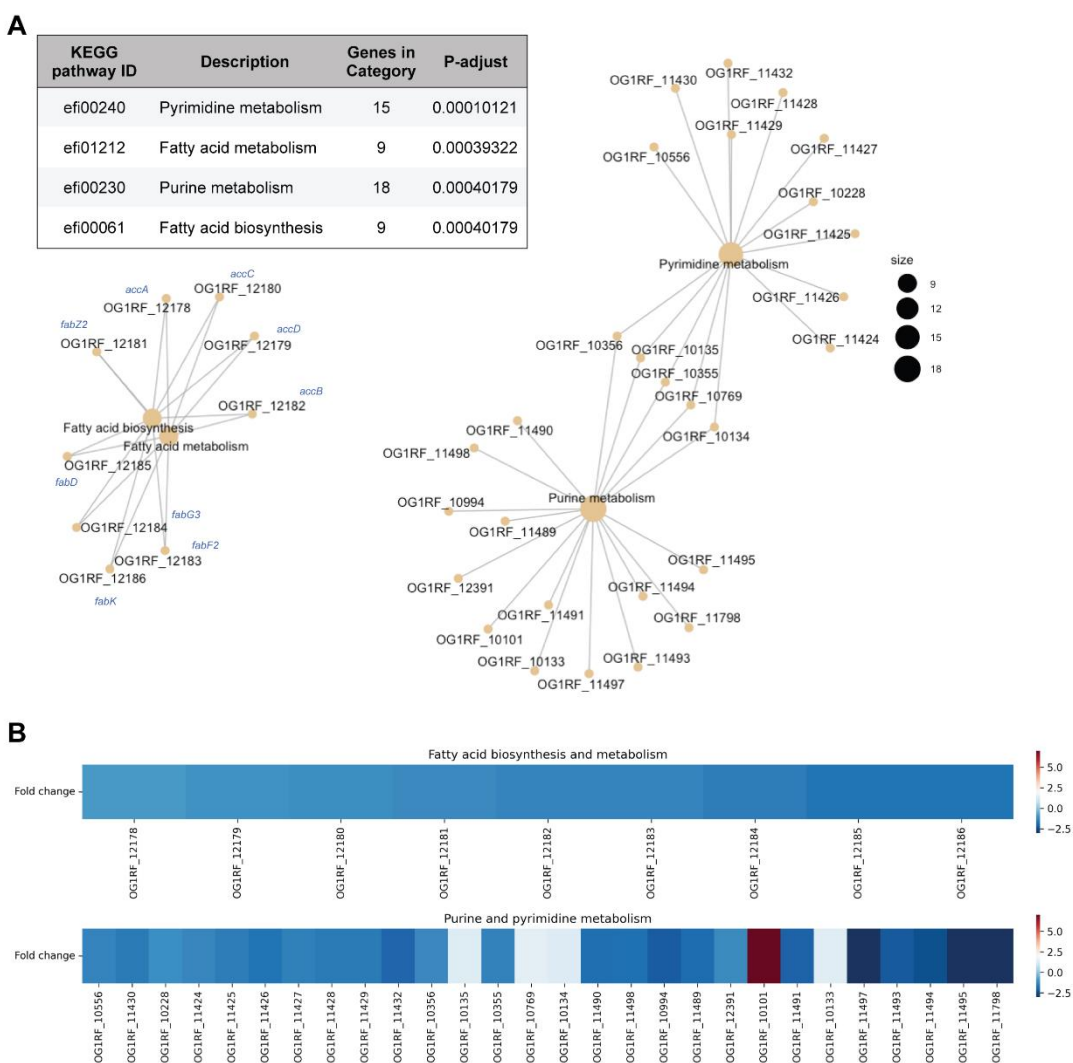 A
KEGG pathway ID Description Genes in Category P-adjust
efi00240 Pyrimidine metabolism 15 0.00010121
efi01212 Fatty acid metabolism 9 0.00039322
efi00230 Purine metabolism 18 0.00040179
efi00061 Fatty acid biosynthesis 9 0.00040179
accC
accA
OG1RF_12180
OG1RF_12178
fabZ2
accD
OG1RF_12181
OG1RF_12179
accB
OG1RF_12182
Fatty acid biosynthesis
Fatty acid metabolism
OG1RF_12185
fabD
fabG3
OG1RF_12184
fabF2
OG1RF_12183
OG1RF_12186
fabK
OG1RF_11432
OG1RF_11430
OG1RF_11428
OG1RF_11429
OG1RF_11427
OG1RF_10556
OG1RF_10228
OG1RF_11425
Pyrimidine metabolism
OG1RF_11426
OG1RF_11424
OG1RF_10356
OG1RF_10135
OG1RF_10355
OG1RF_10769
OG1RF_10134
OG1RF_11490
OG1RF_11498
Purine metabolism
OG1RF_10994
OG1RF_11489
OG1RF_11495
OG1RF_12391
OG1RF_11494
OG1RF_11491
OG1RF_11798
OG1RF_10101
OG1RF_11493
OG1RF_10133
OG1RF_11497
size
9
12
15
18
B
Fatty acid biosynthesis and metabolism
Fold change
5.0
2.5
0.0
−2.5
OG1RF_12178
OG1RF_12179
OG1RF_12180
OG1RF_12181
OG1RF_12182
OG1RF_12183
OG1RF_12184
OG1RF_12185
OG1RF_12186
Purine and pyrimidine metabolism
Fold change
5.0
2.5
0.0
−2.5
OG1RF_10556
OG1RF_11430
OG1RF_10228
OG1RF_11424
OG1RF_11425
OG1RF_11426
OG1RF_11427
OG1RF_11428
OG1RF_11429
OG1RF_11432
OG1RF_10356
OG1RF_10135
OG1RF_10355
OG1RF_10769
OG1RF_10134
OG1RF_11490
OG1RF_11498
OG1RF_10994
OG1RF_11489
OG1RF_12391
OG1RF_10101
OG1RF_11491
OG1RF_10133
OG1RF_11497
OG1RF_11493
OG1RF_11494
OG1RF_11495
OG1RF_11798